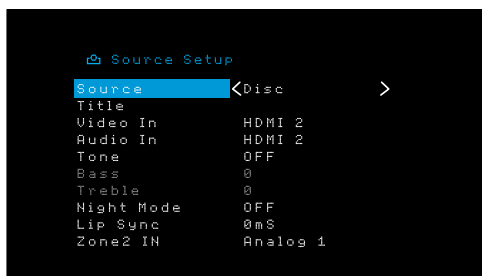 Source Setup
Source <Disc >
Title
Video In HDMI 2
Audio In HDMI 2
Tone OFF
Bass 0
Treble 0
Night Mode OFF
Lip Sync 0mS
Zone2 IN Analog 1